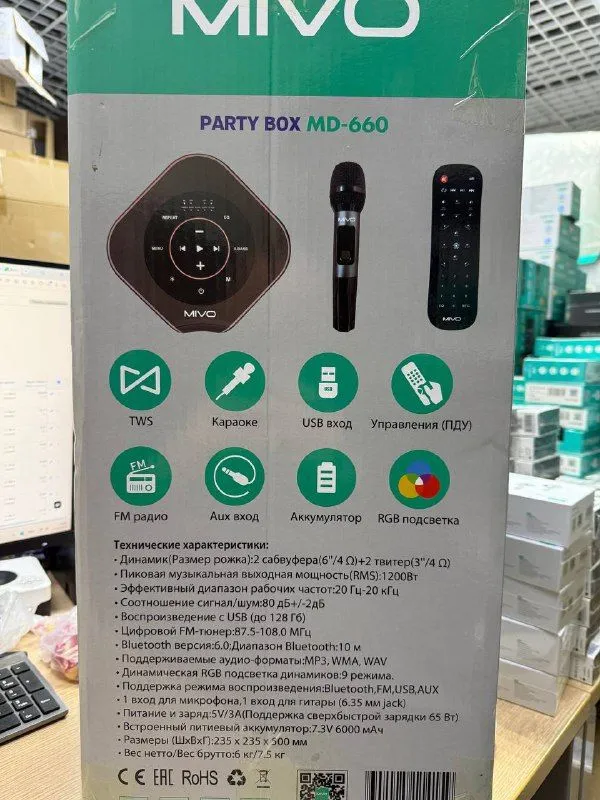 MIVO
PARTY BOX MD-660
REPEAT EQ
MENU X-BASS
M
MIVO
MIVO
MIVO
USB
TWS Караоке USB вход Управления (ПДУ)
FM
FM радио Aux вход Аккумулятор RGB подсветка
Технические характеристики:
• Динамик(Размер рожка):2 сабвуфера(6"/4 Ω)+2 твитер(3"/4 Ω)
• Пиковая музыкальная выходная мощность(RMS):1200Вт
• Эффективный диапазон рабочих частот:20 Гц-20 кГц
• Соотношение сигнал/шум:80 дБ+/-2дБ
• Воспроизведение с USB (до 128 Гб)
• Цифровой FM-тюнер:87.5-108.0 МГц
• Bluetooth версия:6.0;Диапазон Bluetooth:10 м
• Поддерживаемые аудио-форматы:MP3, WMA, WAV
• Динамическая RGB подсветка динамиков:9 режима.
• Поддержка режима воспроизведения:Bluetooth,FM,USB,AUX
• 1 вход для микрофона,1 вход для гитары (6.35 мм jack)
• Питание и заряд:5V/3A(Поддержка сверхбыстрой зарядки 65 Вт)
• Встроенный литиевый аккумулятор:7.3V 6000 мАч
• Размеры (ШxВxГ):235 x 235 x 500 мм
• Вес нетто/Вес брутто:6 кг/7.5 кг
CE EAC RoHS